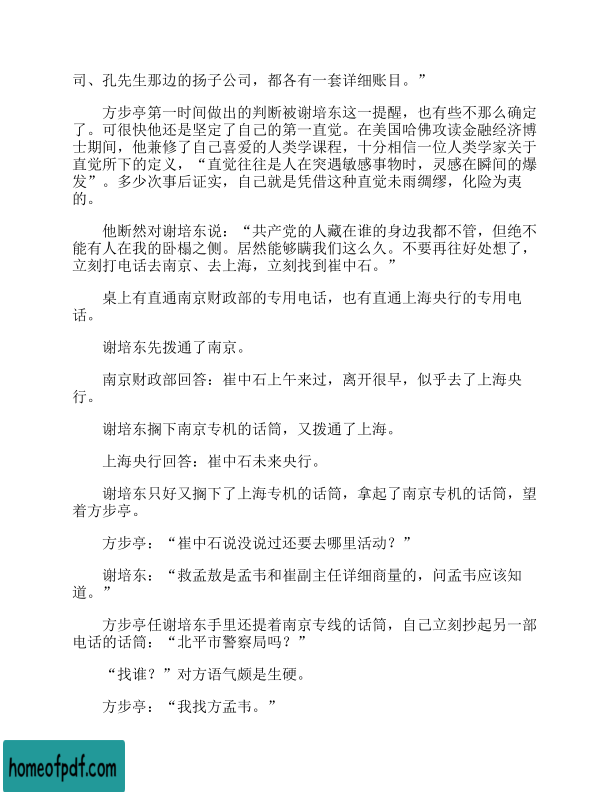 司、孔先生那边的扬子公司，都各有一套详细账目。”
方步亭第一时间做出的判断被谢培东这一提醒，也有些不那么确定
了。可很快他还是坚定了自己的第一直觉。在美国哈佛攻读金融经济博
士期间，他兼修了自己喜爱的人类学课程，十分相信一位人类学家关于
直觉所下的定义，“直觉往往是人在突遇敏感事物时，灵感在瞬间的爆
发”。多少次事后证实，自己就是凭借这种直觉未雨绸缪，化险为夷
的。
他断然对谢培东说：“共产党的人藏在谁的身边我都不管，但绝不
能有人在我的卧榻之侧。居然能够瞒我们这么久。不要再往好处想了，
立刻打电话去南京、去上海，立刻找到崔中石。”
桌上有直通南京财政部的专用电话，也有直通上海央行的专用电
话。
谢培东先拨通了南京。
南京财政部回答：崔中石上午来过，离开很早，似乎去了上海央
行。
谢培东搁下南京专机的话筒，又拨通了上海。
上海央行回答：崔中石未来央行。
谢培东只好又搁下了上海专机的话筒，拿起了南京专机的话筒，望
着方步亭。
方步亭：“崔中石说没说过还要去哪里活动？”
谢培东：“救孟敖是孟韦和崔副主任详细商量的，问孟韦应该知
道。”
方步亭任谢培东手里还提着南京专线的话筒，自己立刻抄起另一部
电话的话筒：“北平市警察局吗？”
“找谁？”对方语气颇是生硬。
方步亭：“我找方孟韦。”
homeofpdf.com